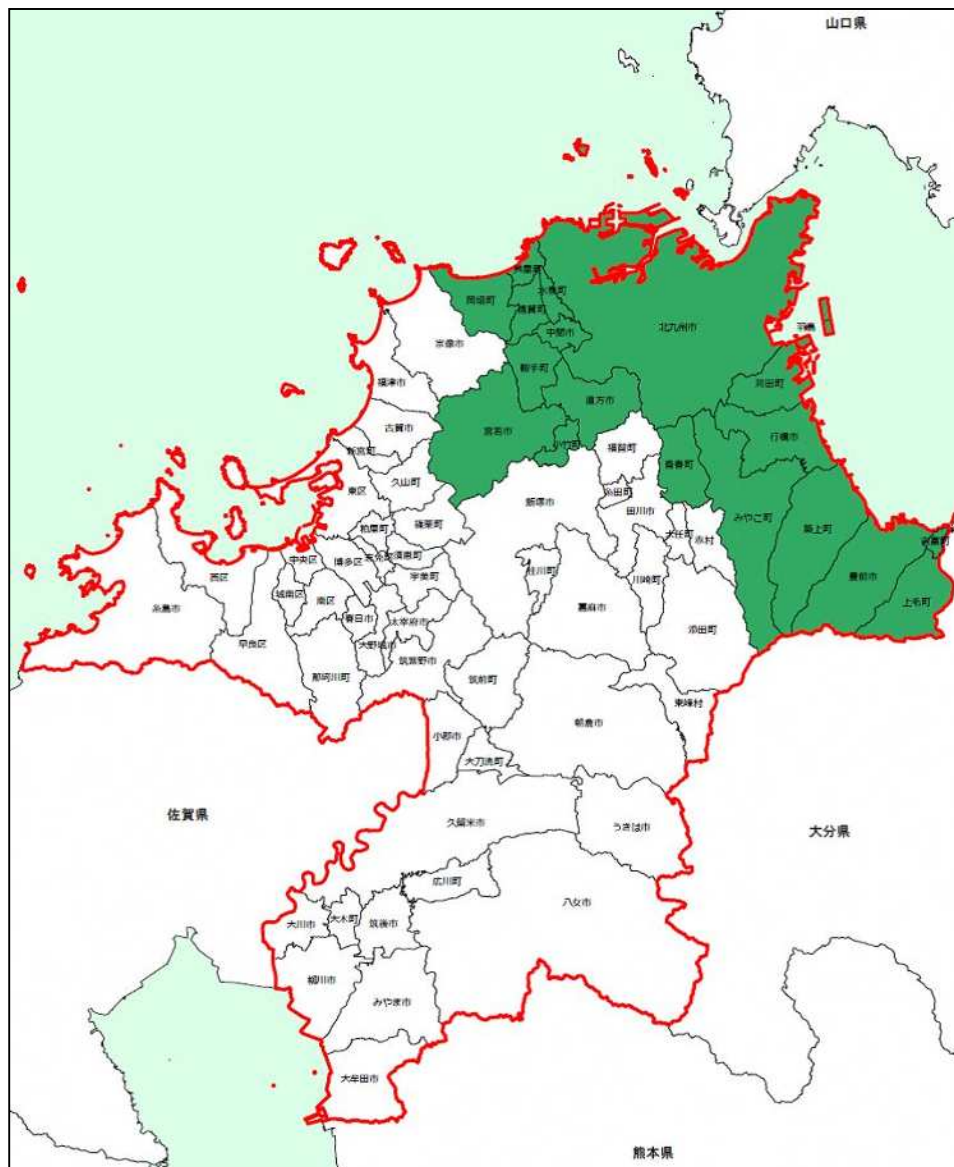 山口県
芦屋町
水巻町
岡垣町
遠賀町
中間市
北九州市
宗像市
鞍手町
苅田町
福津市
直方市
宮若市
小竹町
行橋市
古賀市
福智町
香春町
新宮町
久山町
東区
飯塚市
糸田町
田川市
みやこ町
築上町
粕屋町
篠栗町
大任町
赤村
吉富町
中央区
博多区
志免町
須恵町
西区
宇美町
桂川町
川崎町
豊前市
城南区
南区
糸島市
嘉麻市
上毛町
春日市
太宰府市
添田町
早良区
大野城市
筑紫野市
那珂川町
筑前町
東峰村
朝倉市
小郡市
大刀洗町
佐賀県
久留米市
うきは市
大分県
広川町
八女市
大川市
大木町
筑後市
柳川市
みやま市
大牟田市
熊本県